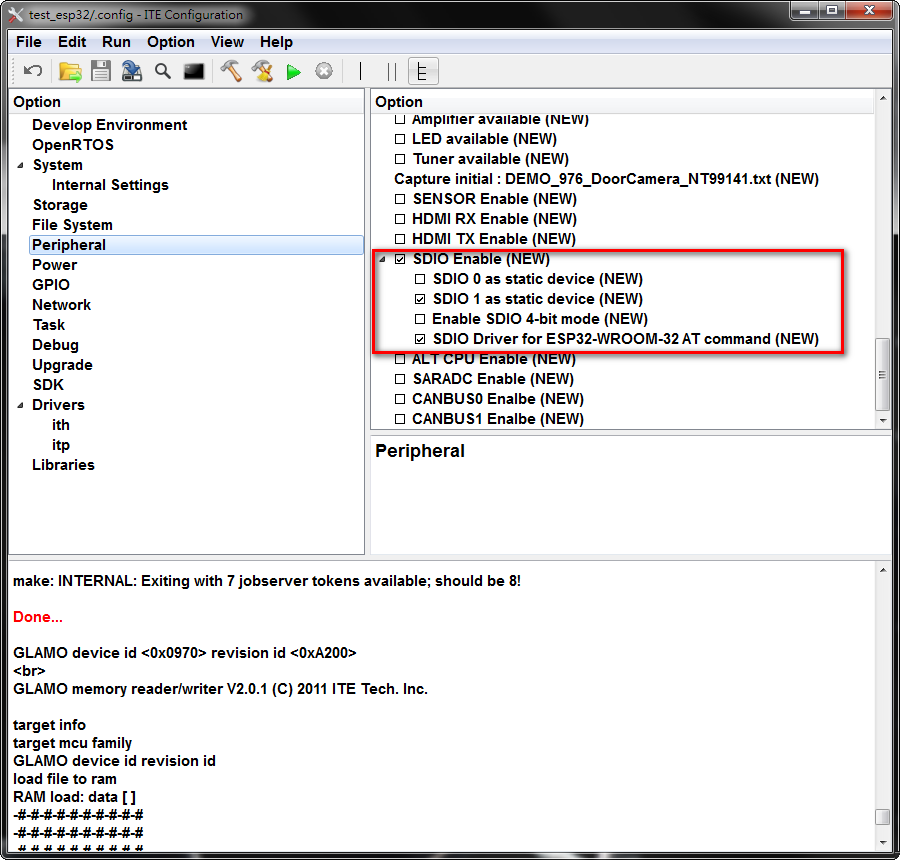 test_esp32/.config - ITE Configuration
File Edit Run Option View Help
Option
Develop Environment
OpenRTOS
System
Internal Settings
Storage
File System
Peripheral
Power
GPIO
Network
Task
Debug
Upgrade
SDK
Drivers
ith
itp
Libraries
Option
Amplifier available (NEW)
LED available (NEW)
Tuner available (NEW)
Capture initial : DEMO_976_DoorCamera_NT99141.txt (NEW)
SENSOR Enable (NEW)
HDMI RX Enable (NEW)
HDMI TX Enable (NEW)
SDIO Enable (NEW)
SDIO 0 as static device (NEW)
SDIO 1 as static device (NEW)
Enable SDIO 4-bit mode (NEW)
SDIO Driver for ESP32-WROOM-32 AT command (NEW)
ALT CPU Enable (NEW)
SARADC Enable (NEW)
CANBUS0 Enalbe (NEW)
CANBUS1 Enalbe (NEW)
Peripheral
make: INTERNAL: Exiting with 7 jobserver tokens available; should be 8!
Done...
GLAMO device id <0x0970> revision id <0xA200>
<br>
GLAMO memory reader/writer V2.0.1 (C) 2011 ITE Tech. Inc.
target info
target mcu family
GLAMO device id revision id
load file to ram
RAM load: data [ ]
-#-#-#-#-#-#-#-#-#-#
-#-#-#-#-#-#-#-#-#-#
-#-#-#-#-#-#-#-#-#-#